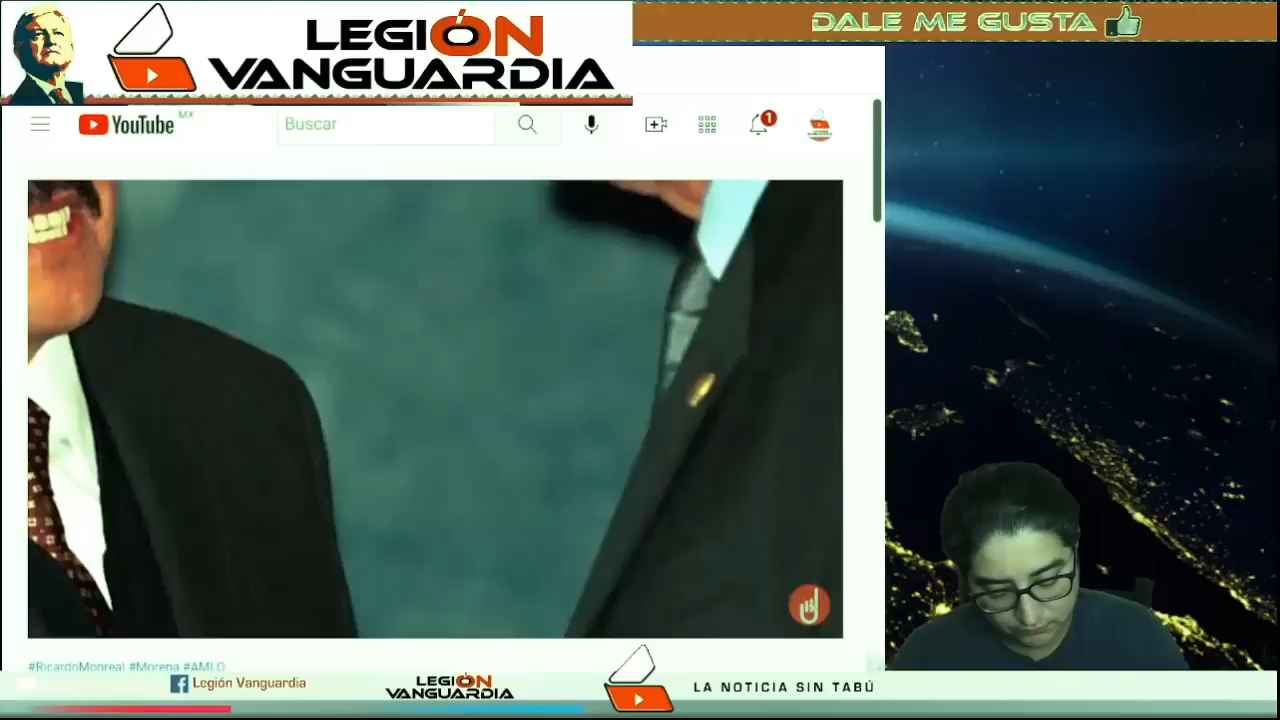 LEGIÓN
VANGUARDIA
DALE ME GUSTA
YouTube MX
Buscar
1
#RicardoMonreal #Morena #AMLO
Legión Vanguardia
LEGIÓN
VANGUARDIA
LA NOTICIA SIN TABÚ